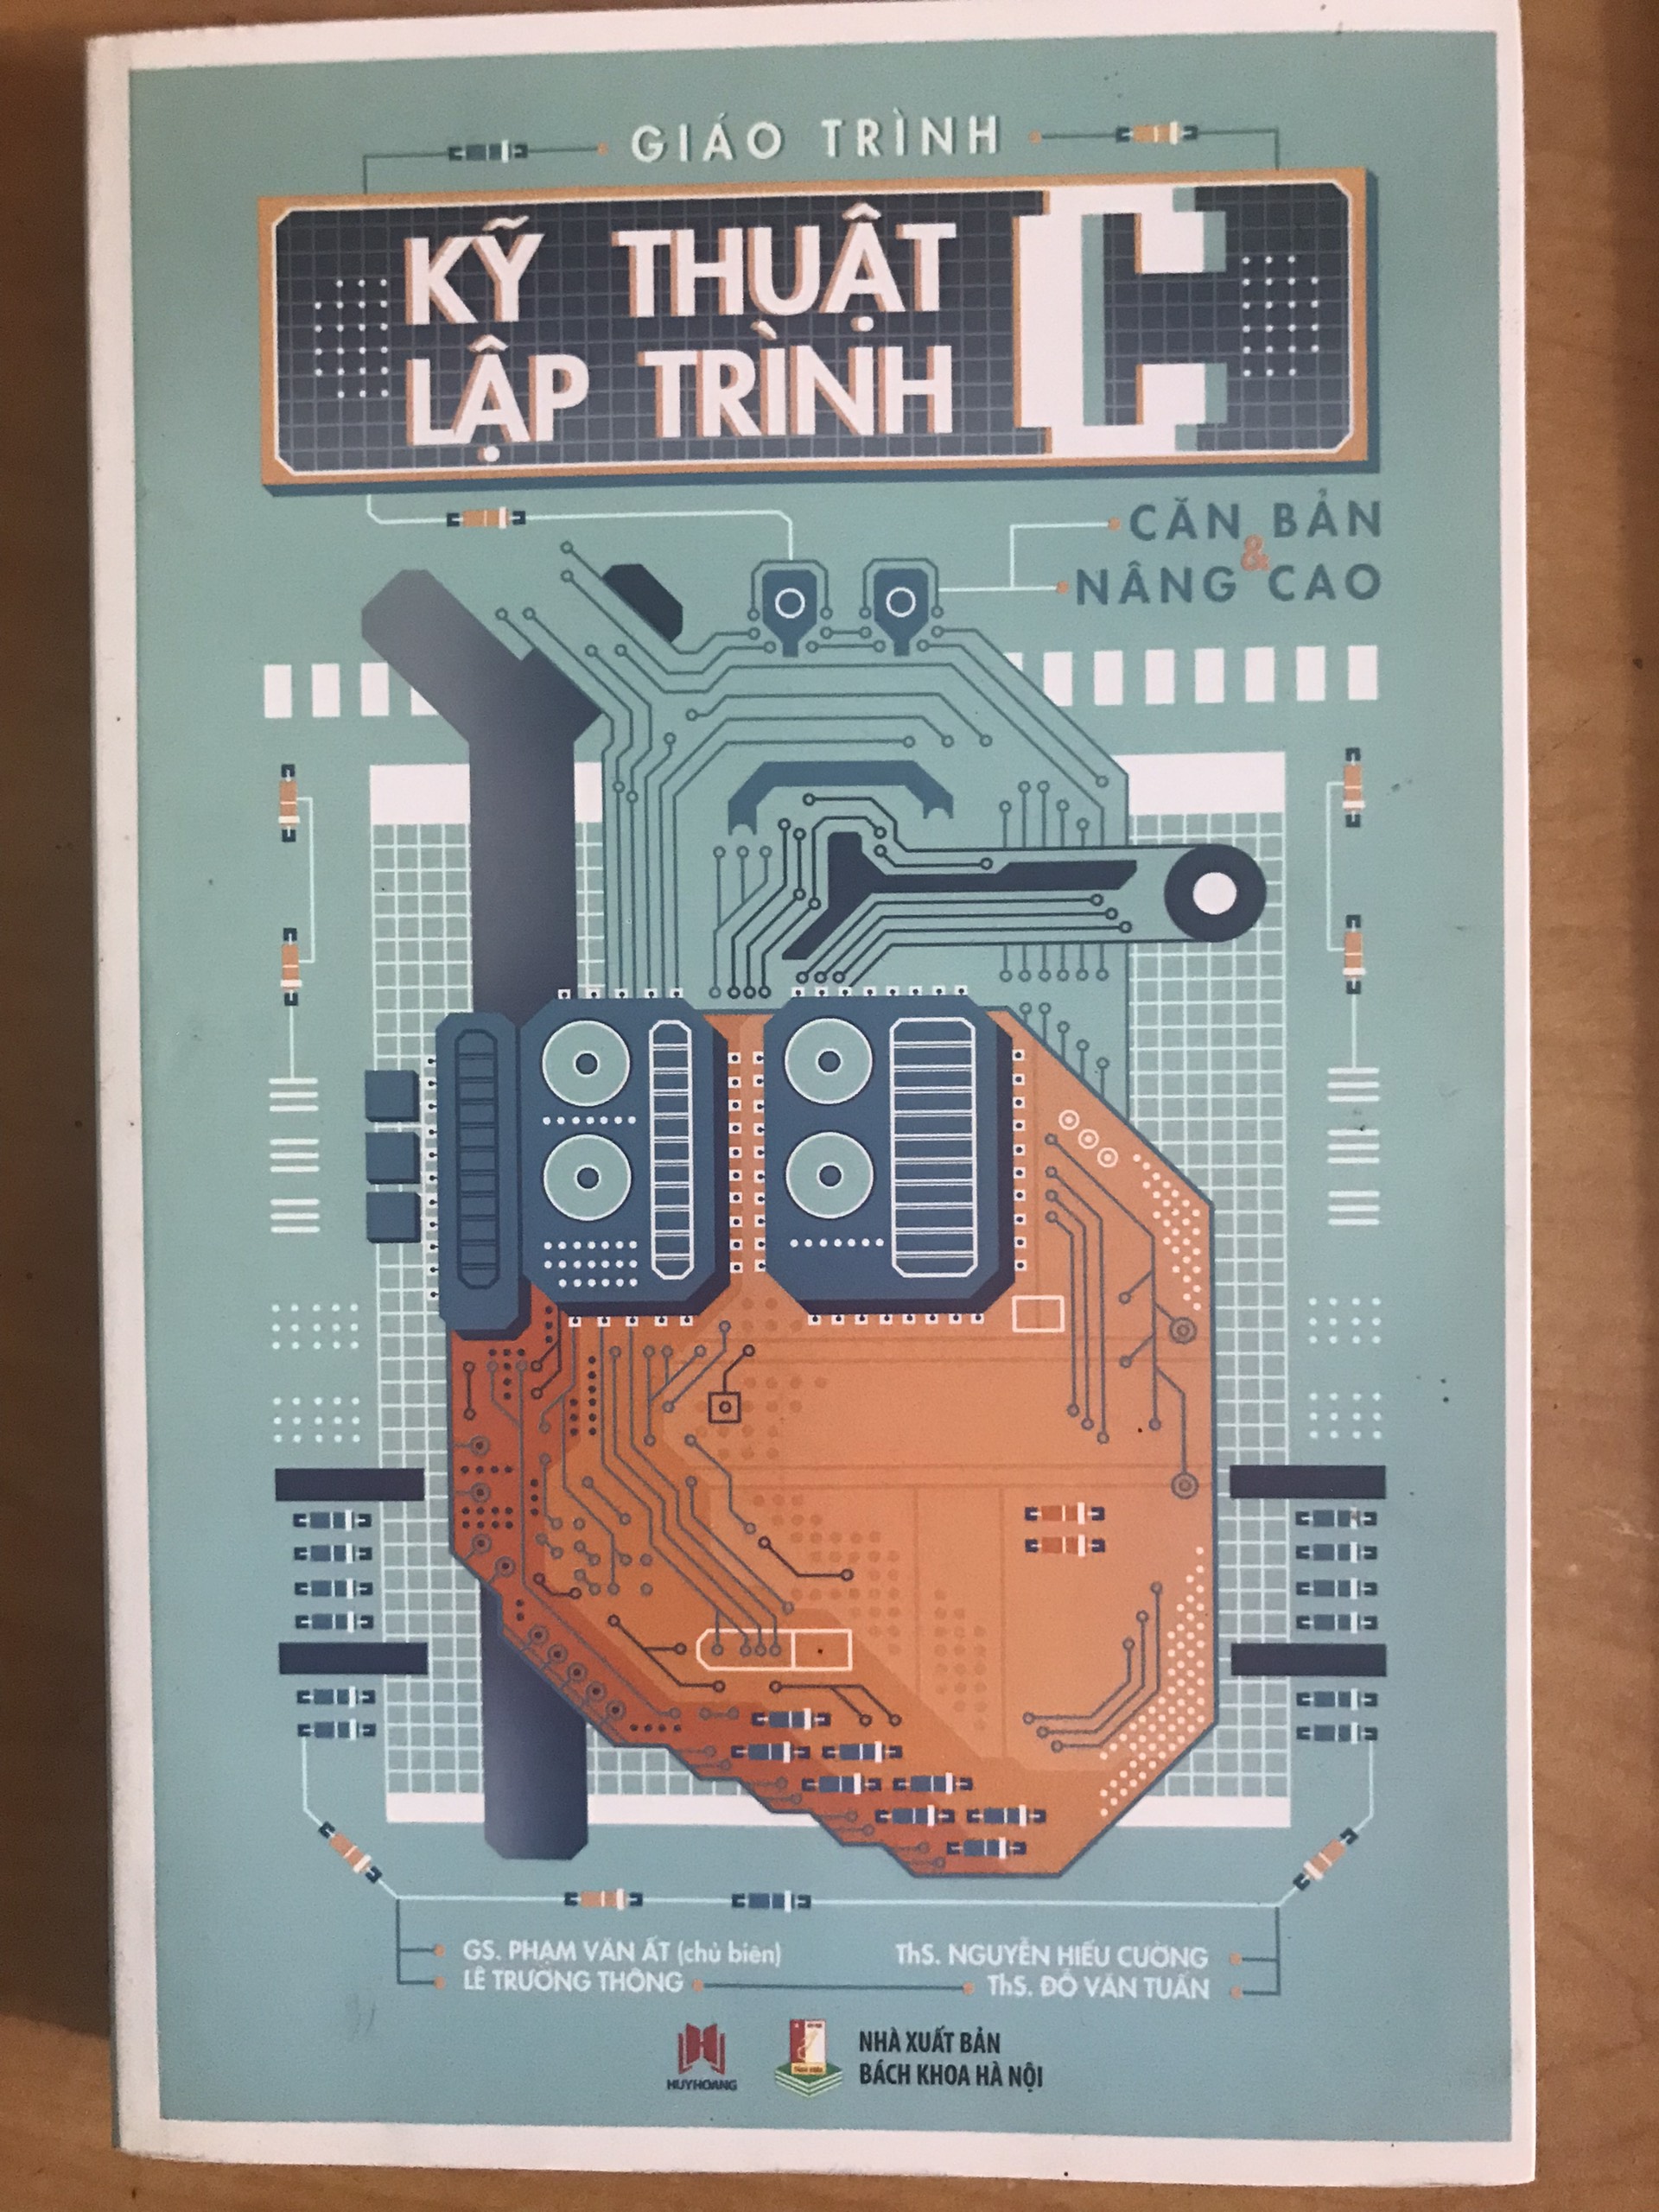 GIÁO TRÌNH
KỸ THUẬT
LẬP TRÌNH
C
CĂN BẢN
&
NÂNG CAO
GS. PHẠM VĂN ẤT (chủ biên)
LÊ TRƯỜNG THÔNG
ThS. NGUYỄN HIẾU CƯỜNG
ThS. ĐỖ VĂN TUẤN
HUYHOANG
NHÀ XUẤT BẢN
BÁCH KHOA HÀ NỘI